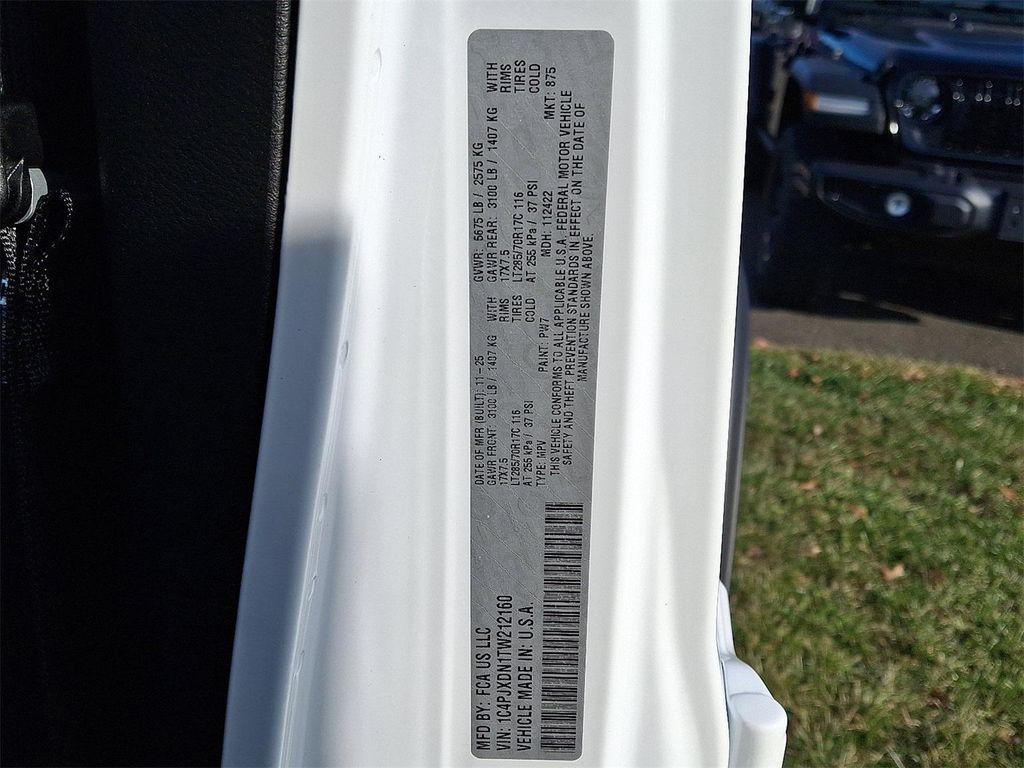 MFD BY: FCA US LLC
VIN: 1C4PJXDN1TW212160
VEHICLE MADE IN: U.S.A.
DATE OF MFR (BUILT): 11-25 GVWR: 5675 LB / 2575 KG
GAWR FRONT: 3100 LB / 1407 KG WITH GAWR REAR: 3100 LB / 1407 KG WITH
17X7.5 RIMS 17X7.5 RIMS
LT285/70R17C 116 TIRES LT285/70R17C 116 TIRES
AT 255 kPa / 37 PSI COLD AT 255 kPa / 37 PSI COLD
TYPE: MPV PAINT: PW7 MDH: 112422 MKT: 875
THIS VEHICLE CONFORMS TO ALL APPLICABLE U.S.A. FEDERAL MOTOR VEHICLE
SAFETY AND THEFT PREVENTION STANDARDS IN EFFECT ON THE DATE OF
MANUFACTURE SHOWN ABOVE.